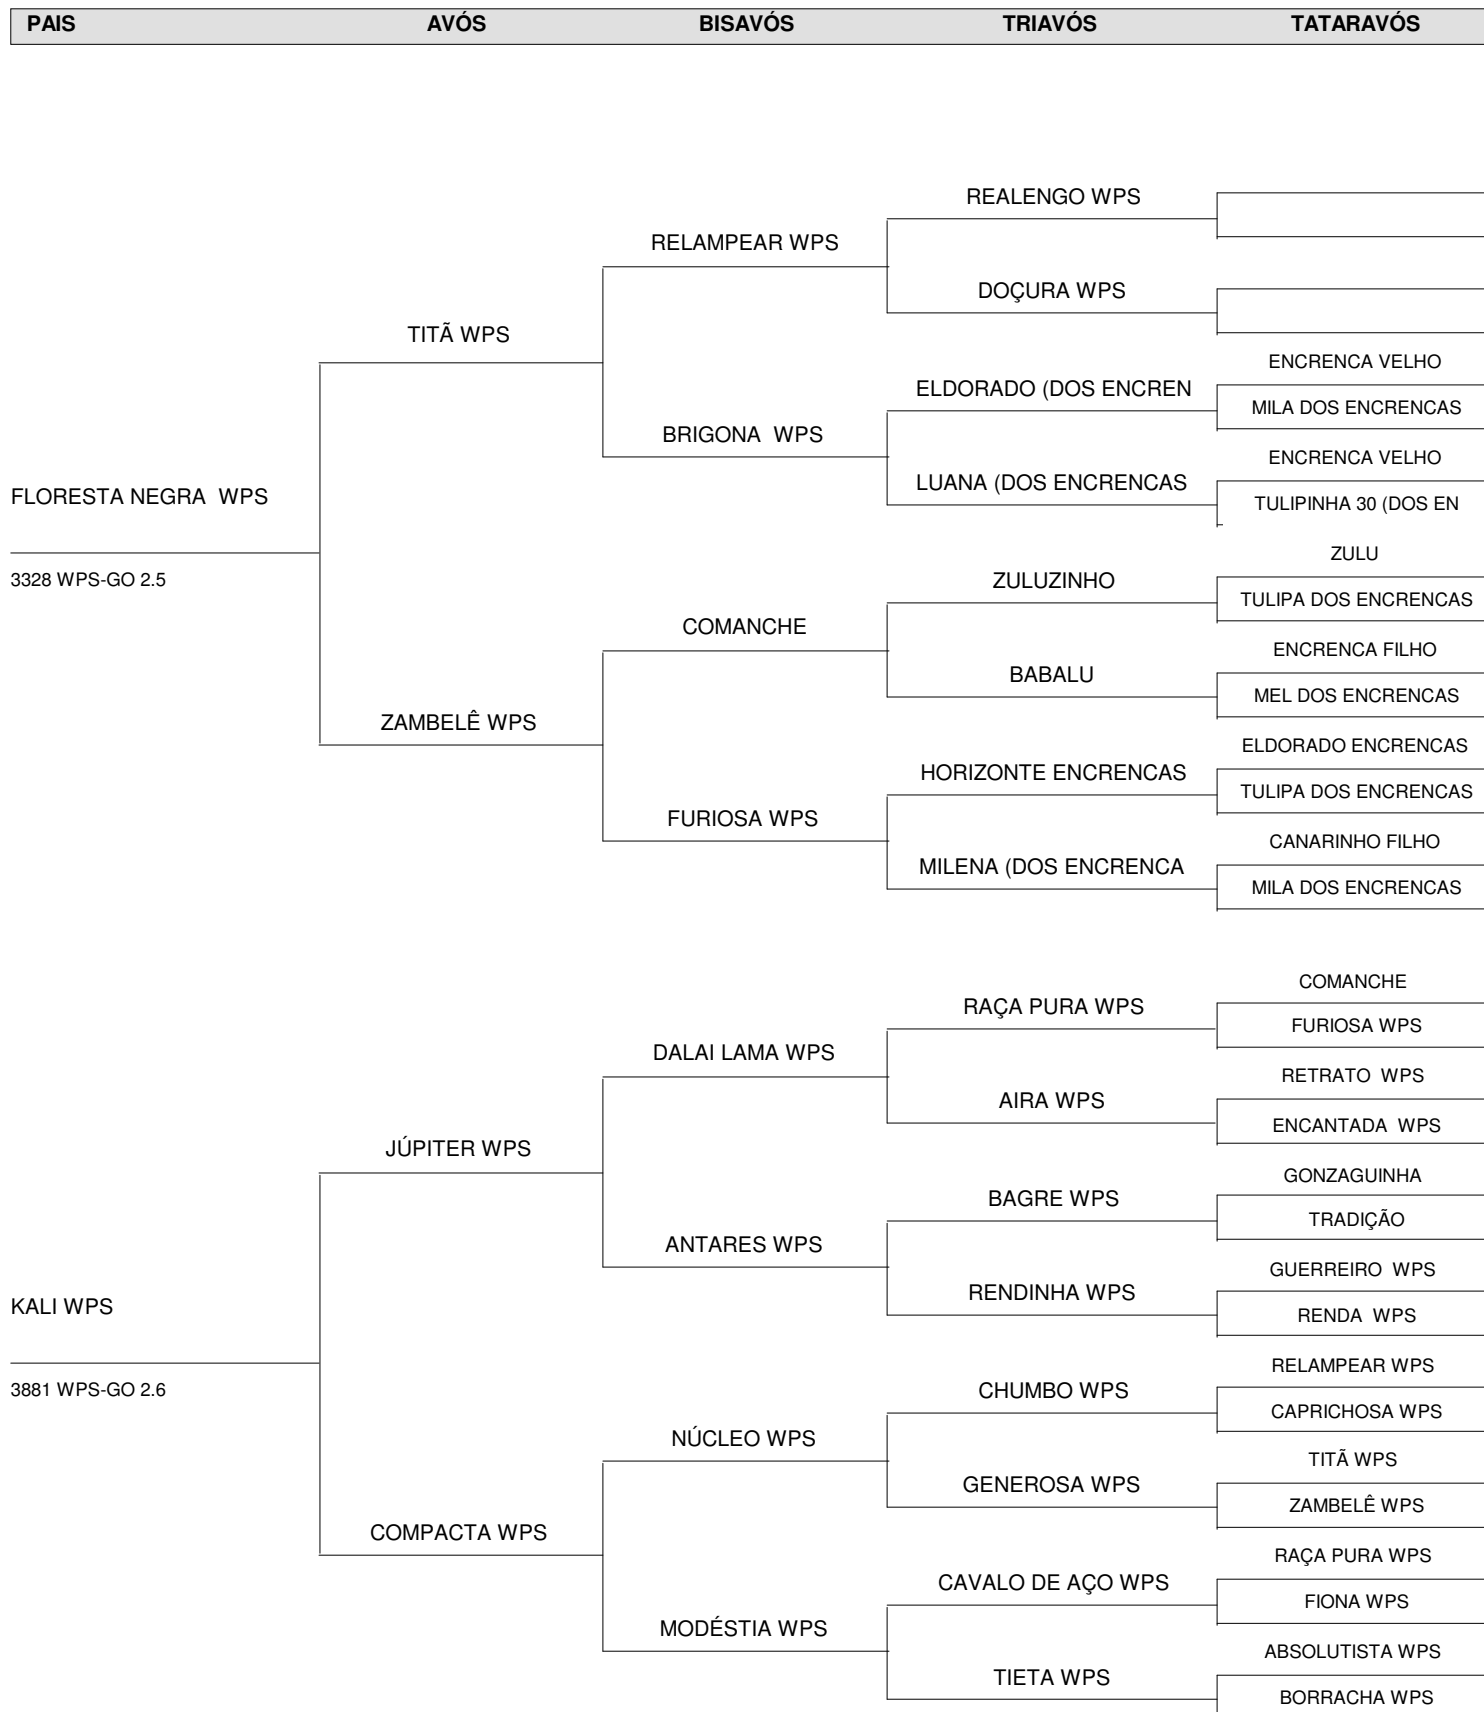 PAIS AVÓS BISAVÓS TRIAVÓS TATARAVÓS
REALENGO WPS
RELAMPEAR WPS
DOÇURA WPS
TITÃ WPS
ENCRENCA VELHO
ELDORADO (DOS ENCREN
MILA DOS ENCRENCAS
BRIGONA  WPS
ENCRENCA VELHO
LUANA (DOS ENCRENCAS
FLORESTA NEGRA  WPS
TULIPINHA 30 (DOS EN
ZULU
3328 WPS-GO 2.5
ZULUZINHO
TULIPA DOS ENCRENCAS
COMANCHE
ENCRENCA FILHO
BABALU
MEL DOS ENCRENCAS
ZAMBELÊ WPS
ELDORADO ENCRENCAS
HORIZONTE ENCRENCAS
TULIPA DOS ENCRENCAS
FURIOSA WPS
CANARINHO FILHO
MILENA (DOS ENCRENCA
MILA DOS ENCRENCAS
COMANCHE
RAÇA PURA WPS
FURIOSA WPS
DALAI LAMA WPS
RETRATO  WPS
AIRA WPS
ENCANTADA  WPS
JÚPITER WPS
GONZAGUINHA
BAGRE WPS
TRADIÇÃO
ANTARES WPS
GUERREIRO  WPS
RENDINHA WPS
KALI WPS
RENDA  WPS
RELAMPEAR WPS
3881 WPS-GO 2.6
CHUMBO WPS
CAPRICHOSA WPS
NÚCLEO WPS
TITÃ WPS
GENEROSA WPS
ZAMBELÊ WPS
COMPACTA WPS
RAÇA PURA WPS
CAVALO DE AÇO WPS
FIONA WPS
MODÉSTIA WPS
ABSOLUTISTA WPS
TIETA WPS
BORRACHA WPS